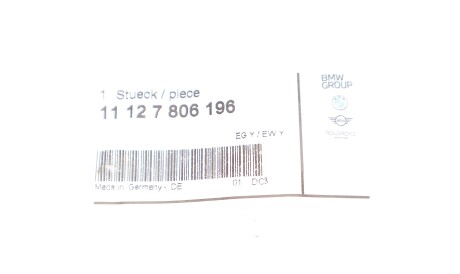 1 Stueck / piece
11 12 7 806 196
EG Y / EW Y
Made in Germany - DE 01 DC3
BMW
GROUP